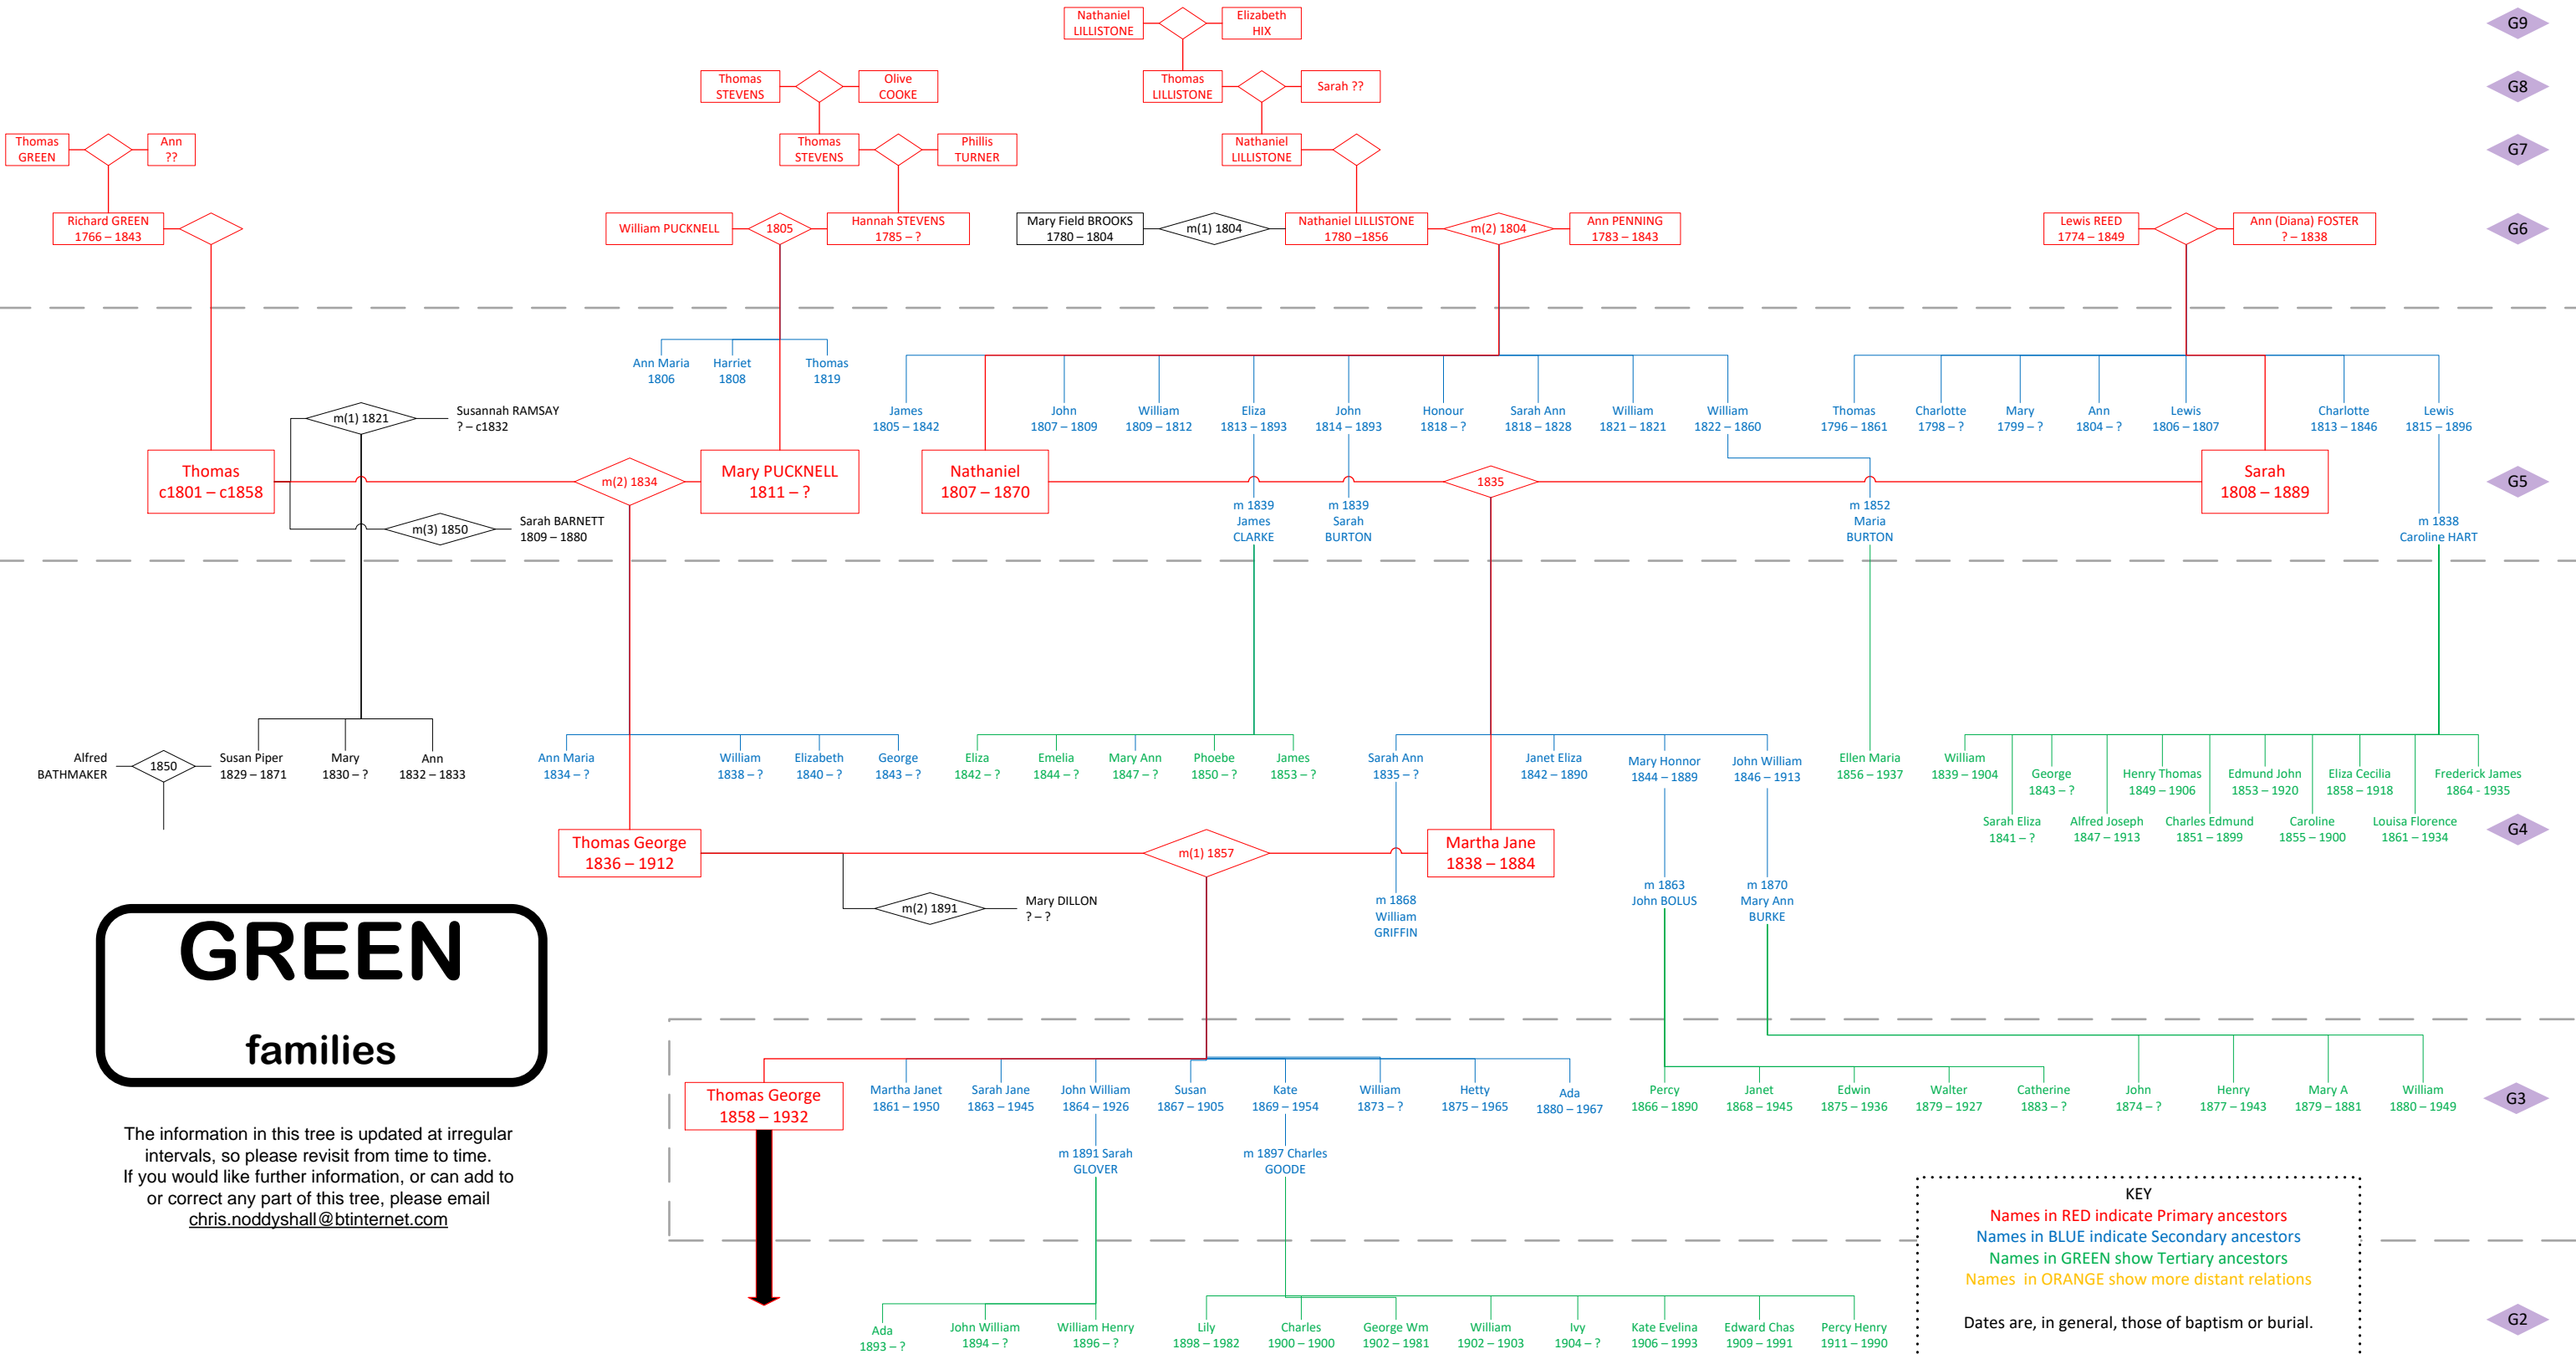 Nathaniel
LILLISTONE
Elizabeth
HIX
G9
Thomas
STEVENS
Olive
COOKE
Thomas
LILLISTONE
Sarah ??
G8
Thomas
GREEN
Ann
??
Thomas
STEVENS
Phillis
TURNER
Nathaniel
LILLISTONE
G7
Richard GREEN
1766 – 1843
William PUCKNELL
1805
Hannah STEVENS
1785 – ?
Mary Field BROOKS
1780 – 1804
m(1) 1804
Nathaniel LILLISTONE
1780 –1856
m(2) 1804
Ann PENNING
1783 – 1843
Lewis REED
1774 – 1849
Ann (Diana) FOSTER
? – 1838
G6
Ann Maria
1806
Harriet
1808
Thomas
1819
James
1805 – 1842
John
1807 – 1809
William
1809 – 1812
Eliza
1813 – 1893
John
1814 – 1893
Honour
1818 – ?
Sarah Ann
1818 – 1828
William
1821 – 1821
William
1822 – 1860
Thomas
1796 – 1861
Charlotte
1798 – ?
Mary
1799 – ?
Ann
1804 – ?
Lewis
1806 – 1807
Charlotte
1813 – 1846
Lewis
1815 – 1896
m(1) 1821
Susannah RAMSAY
? – c1832
Thomas
c1801 – c1858
m(2) 1834
Mary PUCKNELL
1811 – ?
Nathaniel
1807 – 1870
1835
Sarah
1808 – 1889
G5
m(3) 1850
Sarah BARNETT
1809 – 1880
m 1839
James
CLARKE
m 1839
Sarah
BURTON
m 1852
Maria
BURTON
m 1838
Caroline HART
Alfred
BATHMAKER
1850
Susan Piper
1829 – 1871
Mary
1830 – ?
Ann
1832 – 1833
Ann Maria
1834 – ?
William
1838 – ?
Elizabeth
1840 – ?
George
1843 – ?
Eliza
1842 – ?
Emelia
1844 – ?
Mary Ann
1847 – ?
Phoebe
1850 – ?
James
1853 – ?
Sarah Ann
1835 – ?
Janet Eliza
1842 – 1890
Mary Honnor
1844 – 1889
John William
1846 – 1913
Ellen Maria
1856 – 1937
William
1839 – 1904
George
1843 – ?
Henry Thomas
1849 – 1906
Edmund John
1853 – 1920
Eliza Cecilia
1858 – 1918
Frederick James
1864 - 1935
Sarah Eliza
1841 – ?
Alfred Joseph
1847 – 1913
Charles Edmund
1851 – 1899
Caroline
1855 – 1900
Louisa Florence
1861 – 1934
G4
Thomas George
1836 – 1912
m(1) 1857
Martha Jane
1838 – 1884
m(2) 1891
Mary DILLON
? – ?
m 1868
William
GRIFFIN
m 1863
John BOLUS
m 1870
Mary Ann
BURKE
GREEN
families
The information in this tree is updated at irregular
intervals, so please revisit from time to time.
If you would like further information, or can add to
or correct any part of this tree, please email
chris.noddyshall@btinternet.com
Thomas George
1858 – 1932
Martha Janet
1861 – 1950
Sarah Jane
1863 – 1945
John William
1864 – 1926
Susan
1867 – 1905
Kate
1869 – 1954
William
1873 – ?
Hetty
1875 – 1965
Ada
1880 – 1967
Percy
1866 – 1890
Janet
1868 – 1945
Edwin
1875 – 1936
Walter
1879 – 1927
Catherine
1883 – ?
John
1874 – ?
Henry
1877 – 1943
Mary A
1879 – 1881
William
1880 – 1949
G3
m 1891 Sarah
GLOVER
m 1897 Charles
GOODE
Ada
1893 – ?
John William
1894 – ?
William Henry
1896 – ?
Lily
1898 – 1982
Charles
1900 – 1900
George Wm
1902 – 1981
William
1902 – 1903
Ivy
1904 – ?
Kate Evelina
1906 – 1993
Edward Chas
1909 – 1991
Percy Henry
1911 – 1990
KEY
Names in RED indicate Primary ancestors
Names in BLUE indicate Secondary ancestors
Names in GREEN show Tertiary ancestors
Names in ORANGE show more distant relations
Dates are, in general, those of baptism or burial.
G2